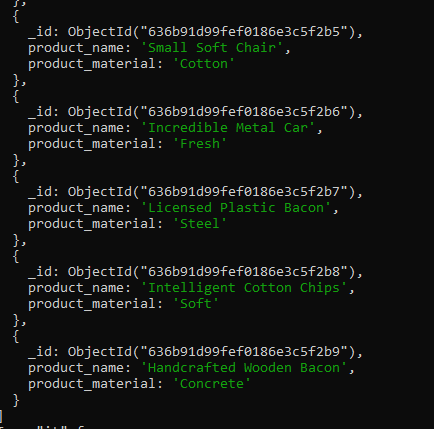 },
{
_id: ObjectId("636b91d99fef0186e3c5f2b5"),
product_name: 'Small Soft Chair',
product_material: 'Cotton'
},
{
_id: ObjectId("636b91d99fef0186e3c5f2b6"),
product_name: 'Incredible Metal Car',
product_material: 'Fresh'
},
{
_id: ObjectId("636b91d99fef0186e3c5f2b7"),
product_name: 'Licensed Plastic Bacon',
product_material: 'Steel'
},
{
_id: ObjectId("636b91d99fef0186e3c5f2b8"),
product_name: 'Intelligent Cotton Chips',
product_material: 'Soft'
},
{
_id: ObjectId("636b91d99fef0186e3c5f2b9"),
product_name: 'Handcrafted Wooden Bacon',
product_material: 'Concrete'
}
]
"it" f